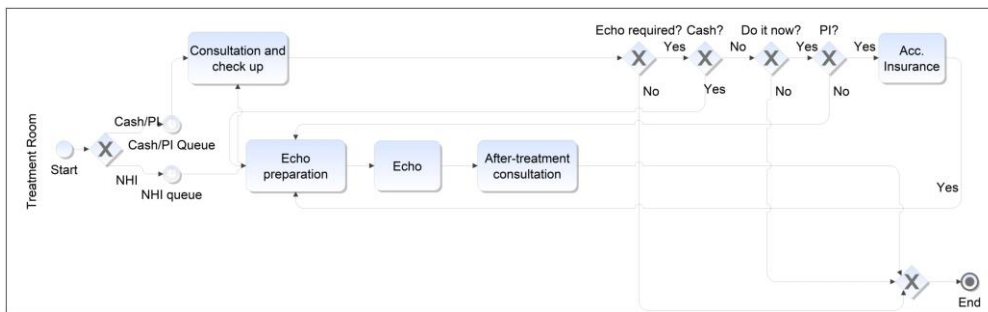 Treatment Room
Echo required?
Cash?
Do it now?
PI?
Consultation and
check up
Yes
No
Yes
Yes
Acc.
Insurance
No
Yes
No
No
Cash/PI
Cash/PI Queue
Start
NHI
NHI queue
Echo
preparation
Echo
After-treatment
consultation
Yes
End